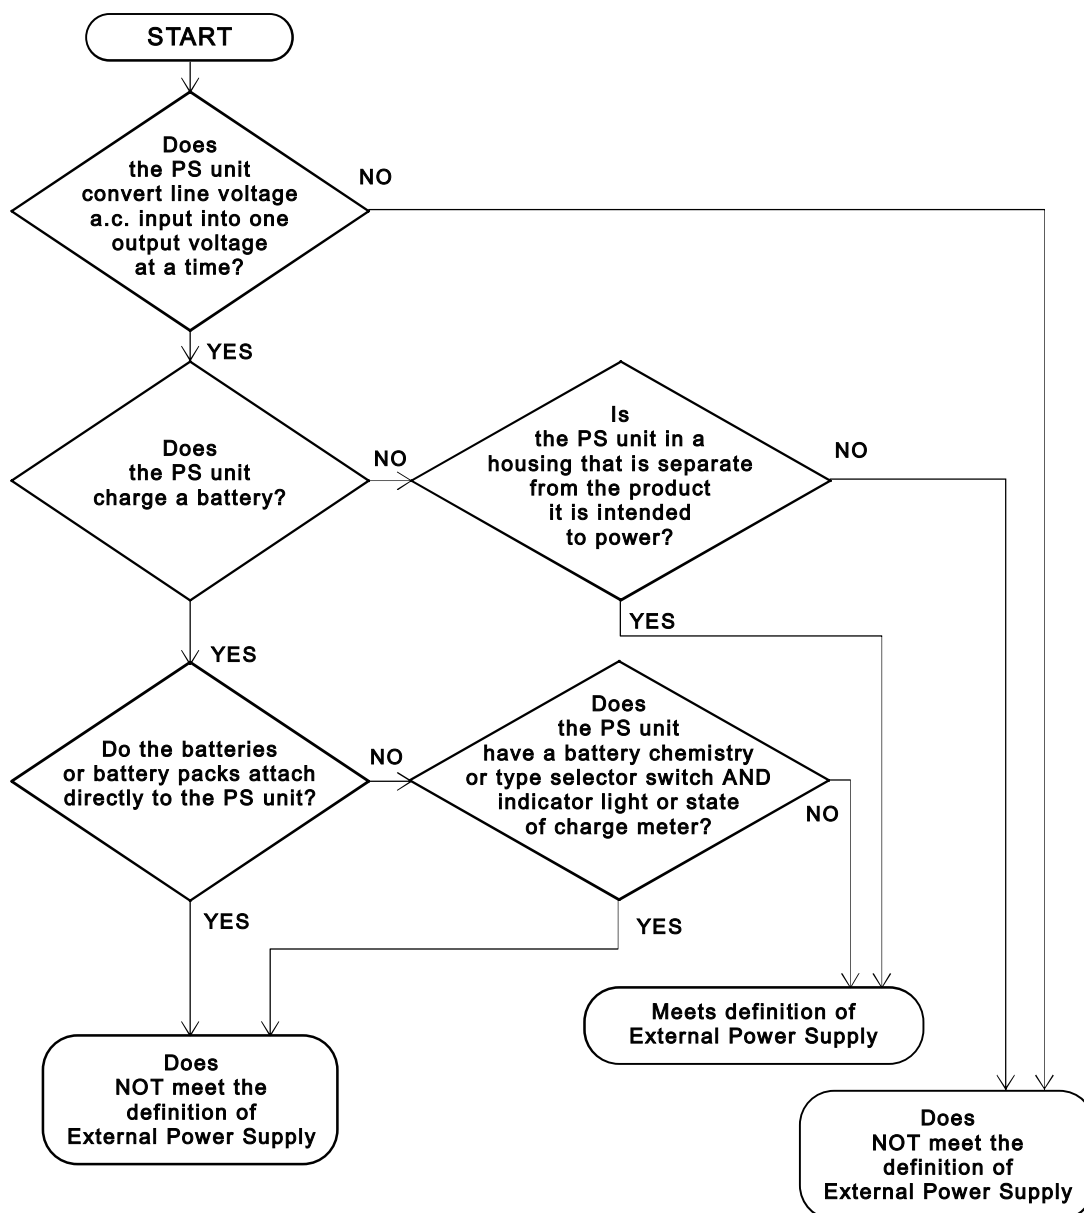 START
Does
the PS unit
convert line voltage
a.c. input into one
output voltage
at a time?
NO
YES
Does
the PS unit
charge a battery?
NO
Is
the PS unit in a
housing that is separate
from the product
it is intended
to power?
NO
YES
YES
Do the batteries
or battery packs attach
directly to the PS unit?
NO
Does
the PS unit
have a battery chemistry
or type selector switch AND
indicator light or state
of charge meter?
NO
YES
YES
Meets definition of
External Power Supply
Does
NOT meet the
definition of
External Power Supply
Does
NOT meet the
definition of
External Power Supply